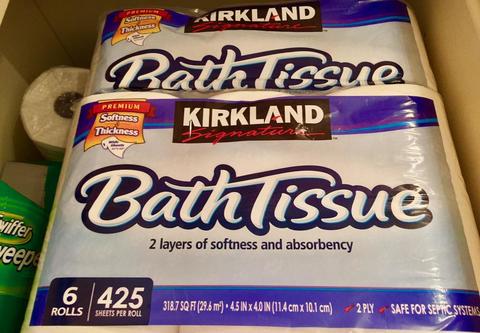 PREMIUM
Softness
Thickness
KIRKLAND
Signature
Bath Tissue
PREMIUM
Softness
&
Thickness
KIRKLAND
Signature
™
Bath Tissue
2 layers of softness and absorbency
6
ROLLS
425
SHEETS PER ROLL
318.7 SQ FT (29.6 m²) • 4.5 IN x 4.0 IN (11.4 cm x 10.1 cm)
✓ 2 PLY
✓ SAFE FOR SEPTIC SYSTEMS
Swiffer